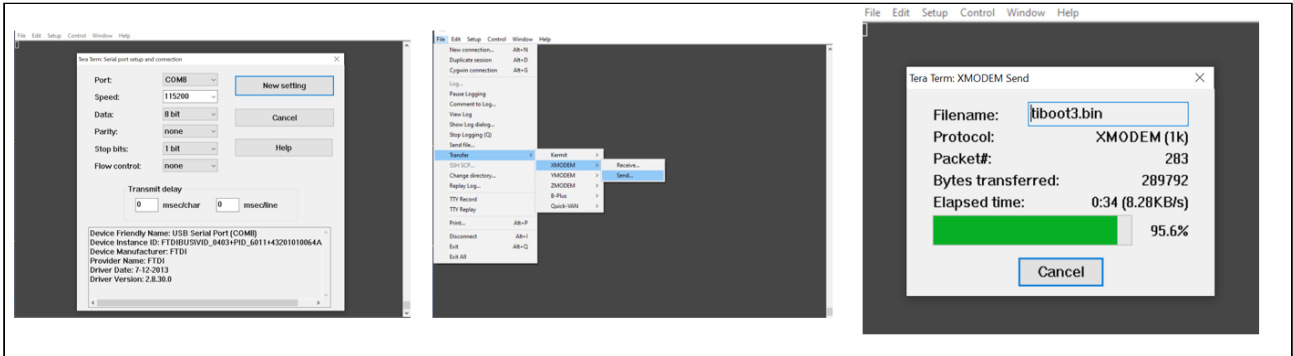 File Edit Setup Control Window Help
Tera Term: Serial port setup and connection
Port: COM8 New setting
Speed: 115200
Data: 8 bit Cancel
Parity: none
Stop bits: 1 bit Help
Flow control: none
Transmit delay
0 msec/char 0 msec/line
Device Friendly Name: USB Serial Port (COM8)
Device Instance ID: FTDIBUS\VID_0403+PID_6011+43201010064A
Device Manufacturer: FTDI
Provider Name: FTDI
Driver Date: 7-12-2013
Driver Version: 2.8.30.0
File Edit Setup Control Window Help
New connection... Alt+N
Duplicate session Alt+D
Cygwin connection Alt+G
Log...
Pause Logging
Comment to Log...
View Log
Show Log dialog...
Stop Logging (Q)
Send file...
Transfer Kermit
SSH SCP... XMODEM Receive...
Change directory... YMODEM Send...
Replay Log... ZMODEM
TTY Record B-Plus
TTY Replay Quick-VAN
Print... Alt+P
Disconnect Alt+I
Exit Alt+Q
Exit All
File Edit Setup Control Window Help
Tera Term: XMODEM Send
Filename: tiboot3.bin
Protocol: XMODEM (1k)
Packet#: 283
Bytes transferred: 289792
Elapsed time: 0:34 (8.28KB/s)
95.6%
Cancel